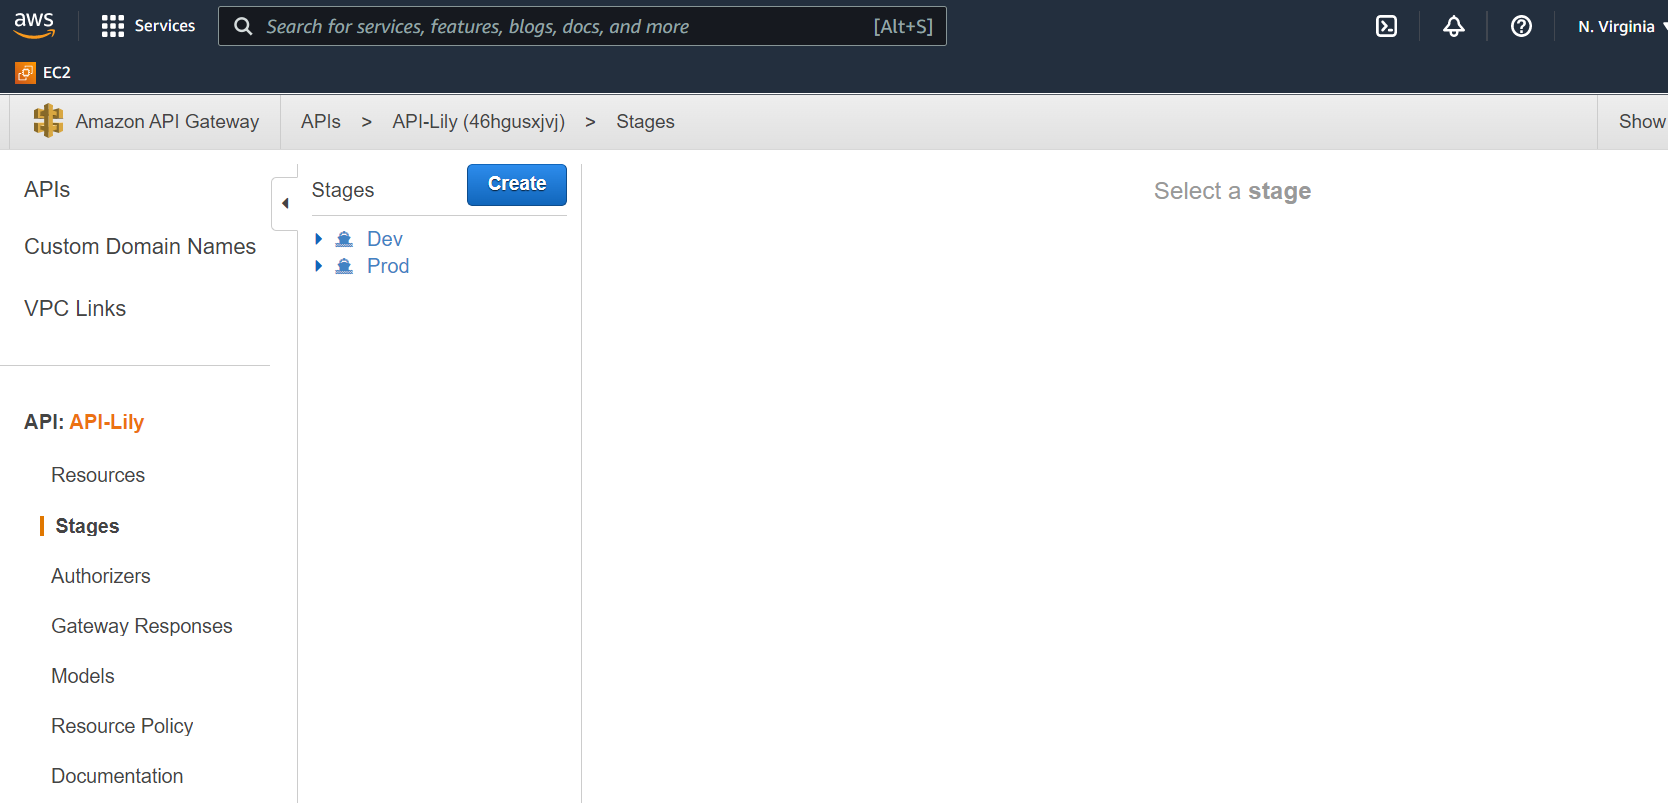 aws Services Search for services, features, blogs, docs, and more [Alt+S] N. Virginia
EC2
Amazon API Gateway APIs > API-Lily (46hgusxjvj) > Stages Show
APIs
Custom Domain Names
VPC Links
API: API-Lily
Resources
Stages
Authorizers
Gateway Responses
Models
Resource Policy
Documentation
Stages Create
Dev
Prod
Select a stage